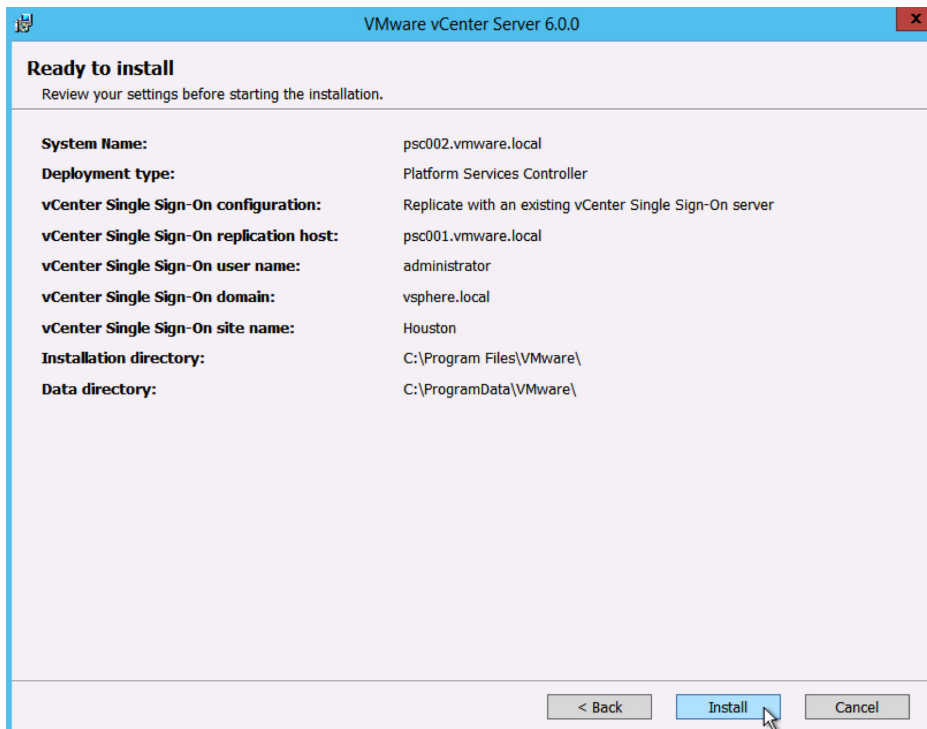 VMware vCenter Server 6.0.0
x
Ready to install
Review your settings before starting the installation.
System Name: psc002.vmware.local
Deployment type: Platform Services Controller
vCenter Single Sign-On configuration: Replicate with an existing vCenter Single Sign-On server
vCenter Single Sign-On replication host: psc001.vmware.local
vCenter Single Sign-On user name: administrator
vCenter Single Sign-On domain: vsphere.local
vCenter Single Sign-On site name: Houston
Installation directory: C:\Program Files\VMware\
Data directory: C:\ProgramData\VMware\
< Back Install Cancel